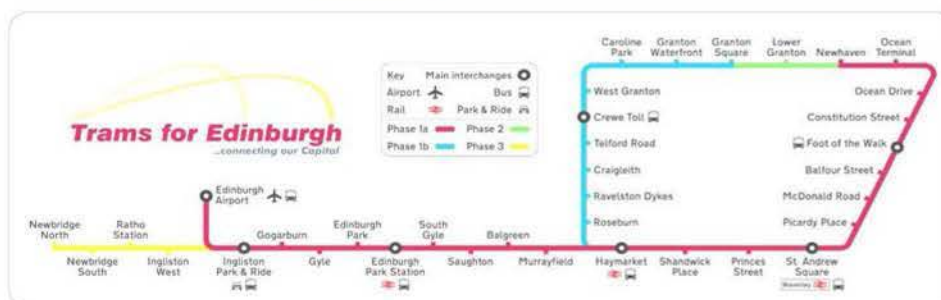 Trams for Edinburgh
...connecting our Capital
Key Main interchanges
Airport Bus
Rail Park & Ride
Phase 1a Phase 2
Phase 1b Phase 3
Caroline
Park
Granton
Waterfront
Granton
Square
Lower
Granton
Newhaven
Ocean
Terminal
West Granton
Crewe Toll
Telford Road
Craigleith
Ravelston Dykes
Roseburn
Ocean Drive
Constitution Street
Foot of the Walk
Balfour Street
McDonald Road
Picardy Place
Edinburgh
Airport
Newbridge
North
Newbridge
South
Ratho
Station
Ingliston
West
Ingliston
Park & Ride
Gogarburn
Gyle
Edinburgh
Park
Edinburgh
Park Station
South
Gyle
Saughton
Balgreen
Murrayfield
Haymarket
Shandwick
Place
Princes
Street
St. Andrew
Square
Waverley